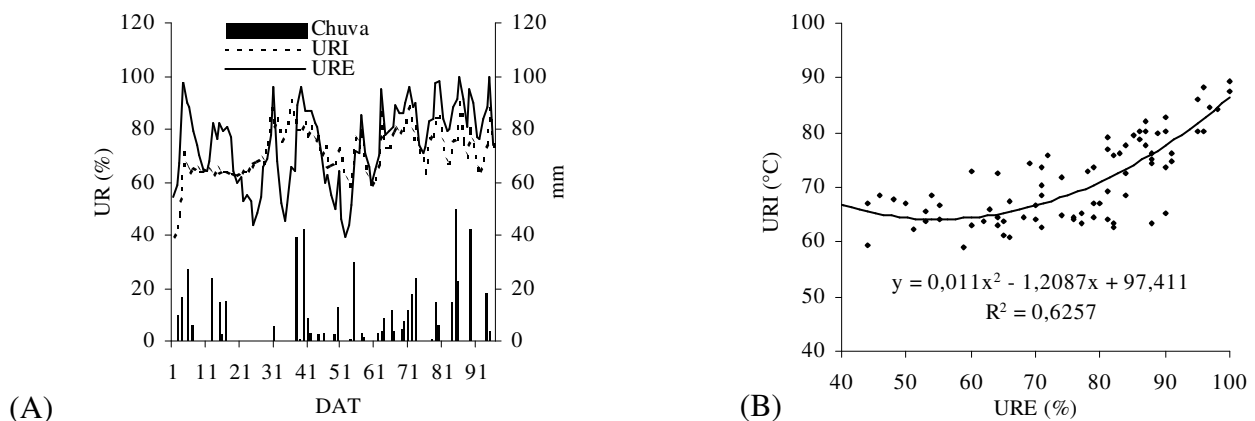 120
100
80
60
40
20
0
UR (%)
Chuva
URI
URE
120
100
80
60
40
20
0
mm
1 11 21 31 41 51 61 71 81 91
DAT
(A)
100
90
80
70
60
50
40
URI (°C)
y = 0,011x² - 1,2087x + 97,411
R² = 0,6257
40 50 60 70 80 90 100
URE (%)
(B)